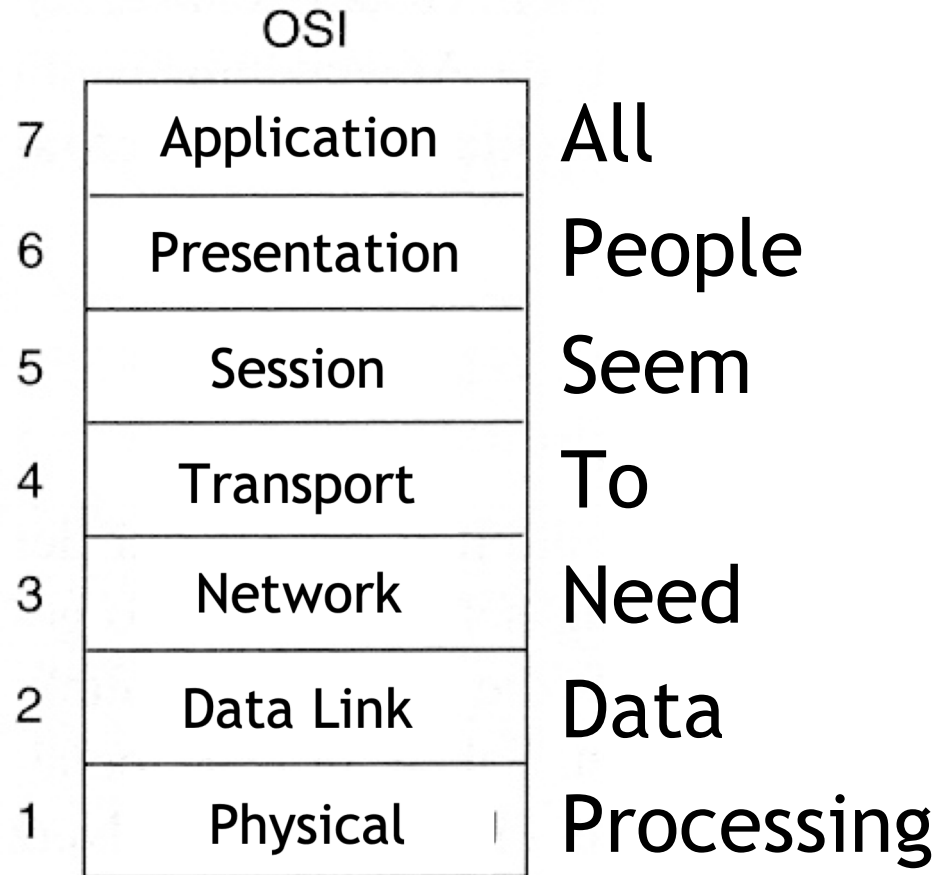 OSI
7 Application All
6 Presentation People
5 Session Seem
4 Transport To
3 Network Need
2 Data Link Data
1 Physical Processing